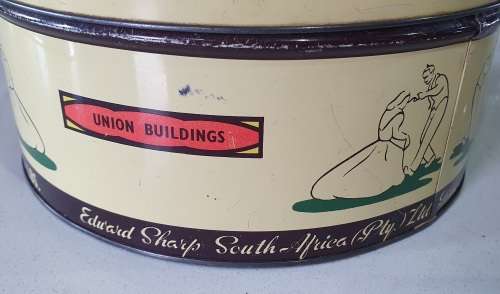 UNION BUILDINGS
Edward Sharp South-Africa (Pty.) Ltd